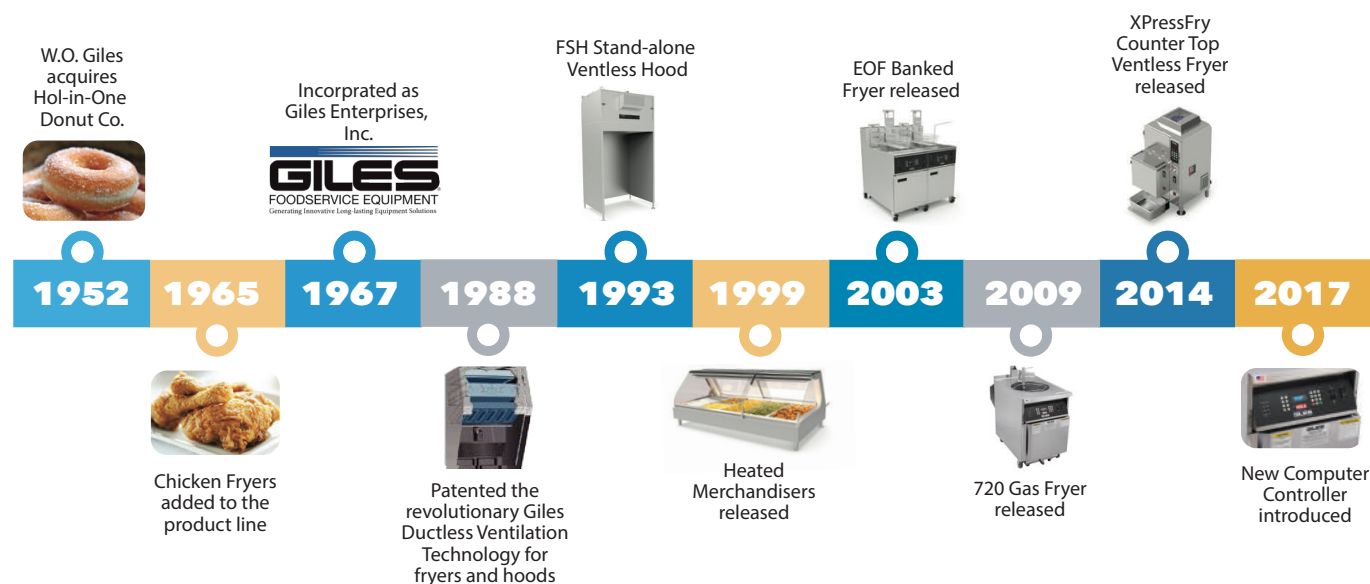 W.O. Giles
acquires
Hol-in-One
Donut Co.
Incorprated as
Giles Enterprises,
Inc.
GILES
FOODSERVICE EQUIPMENT
Generating Innovative Long-lasting Equipment Solutions
FSH Stand-alone
Ventless Hood
EOF Banked
Fryer released
XPressFry
Counter Top
Ventless Fryer
released
1952 1965 1967 1988 1993 1999 2003 2009 2014 2017
Chicken Fryers
added to the
product line
Patented the
revolutionary Giles
Ductless Ventilation
Technology for
fryers and hoods
Heated
Merchandisers
released
720 Gas Fryer
released
New Computer
Controller
introduced